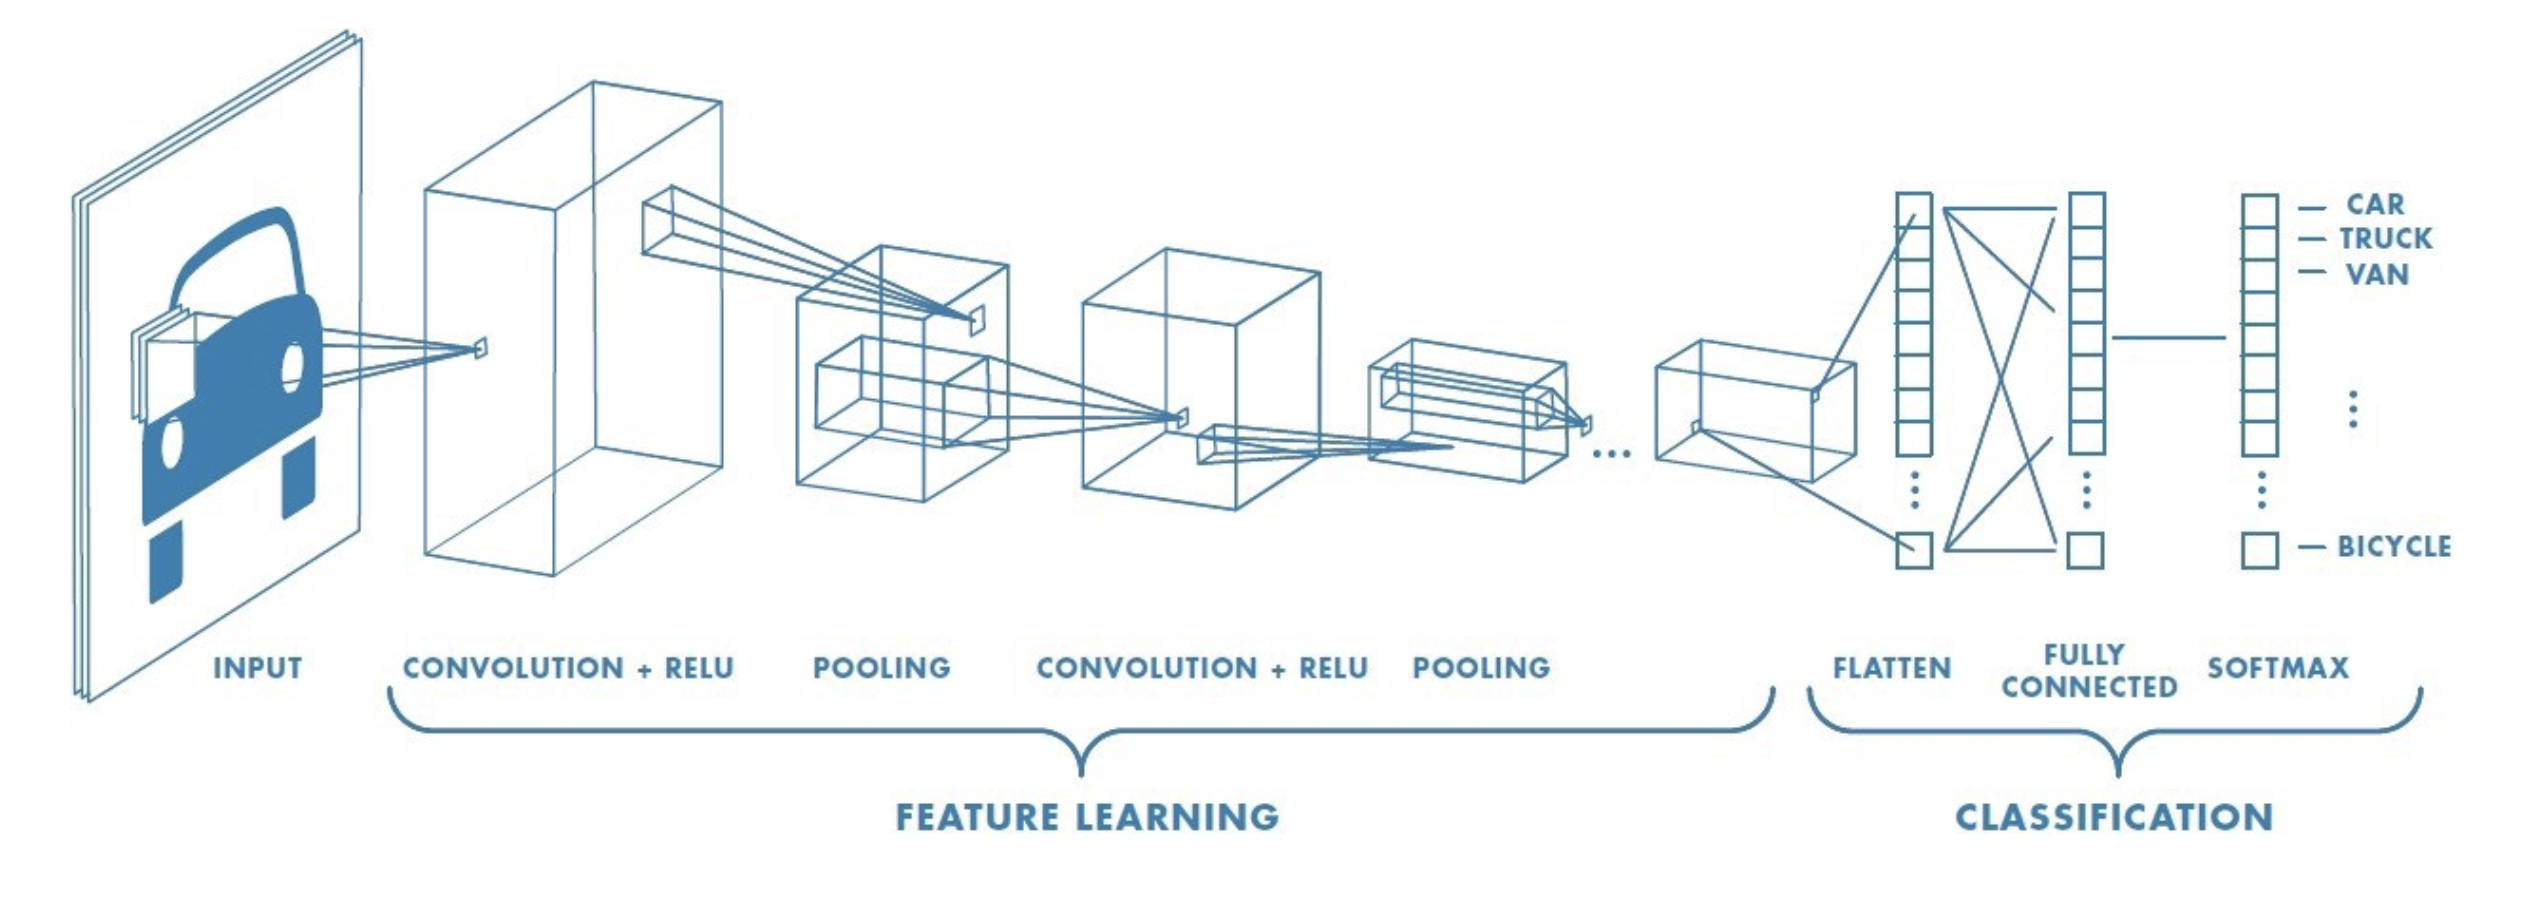 CAR
TRUCK
VAN
BICYCLE
INPUT
CONVOLUTION + RELU
POOLING
CONVOLUTION + RELU
POOLING
FLATTEN
FULLY
CONNECTED
SOFTMAX
FEATURE LEARNING
CLASSIFICATION